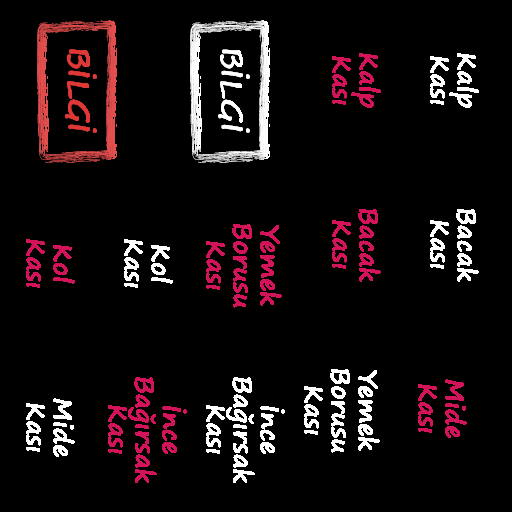 BİLGİ
BİLGİ
Kalp
Kası
Kalp
Kası
Kol
Kası
Kol
Kası
Yemek
Borusu
Kası
Bacak
Kası
Bacak
Kası
Mide
Kası
İnce
Bağırsak
Kası
İnce
Bağırsak
Kası
Yemek
Borusu
Kası
Mide
Kası